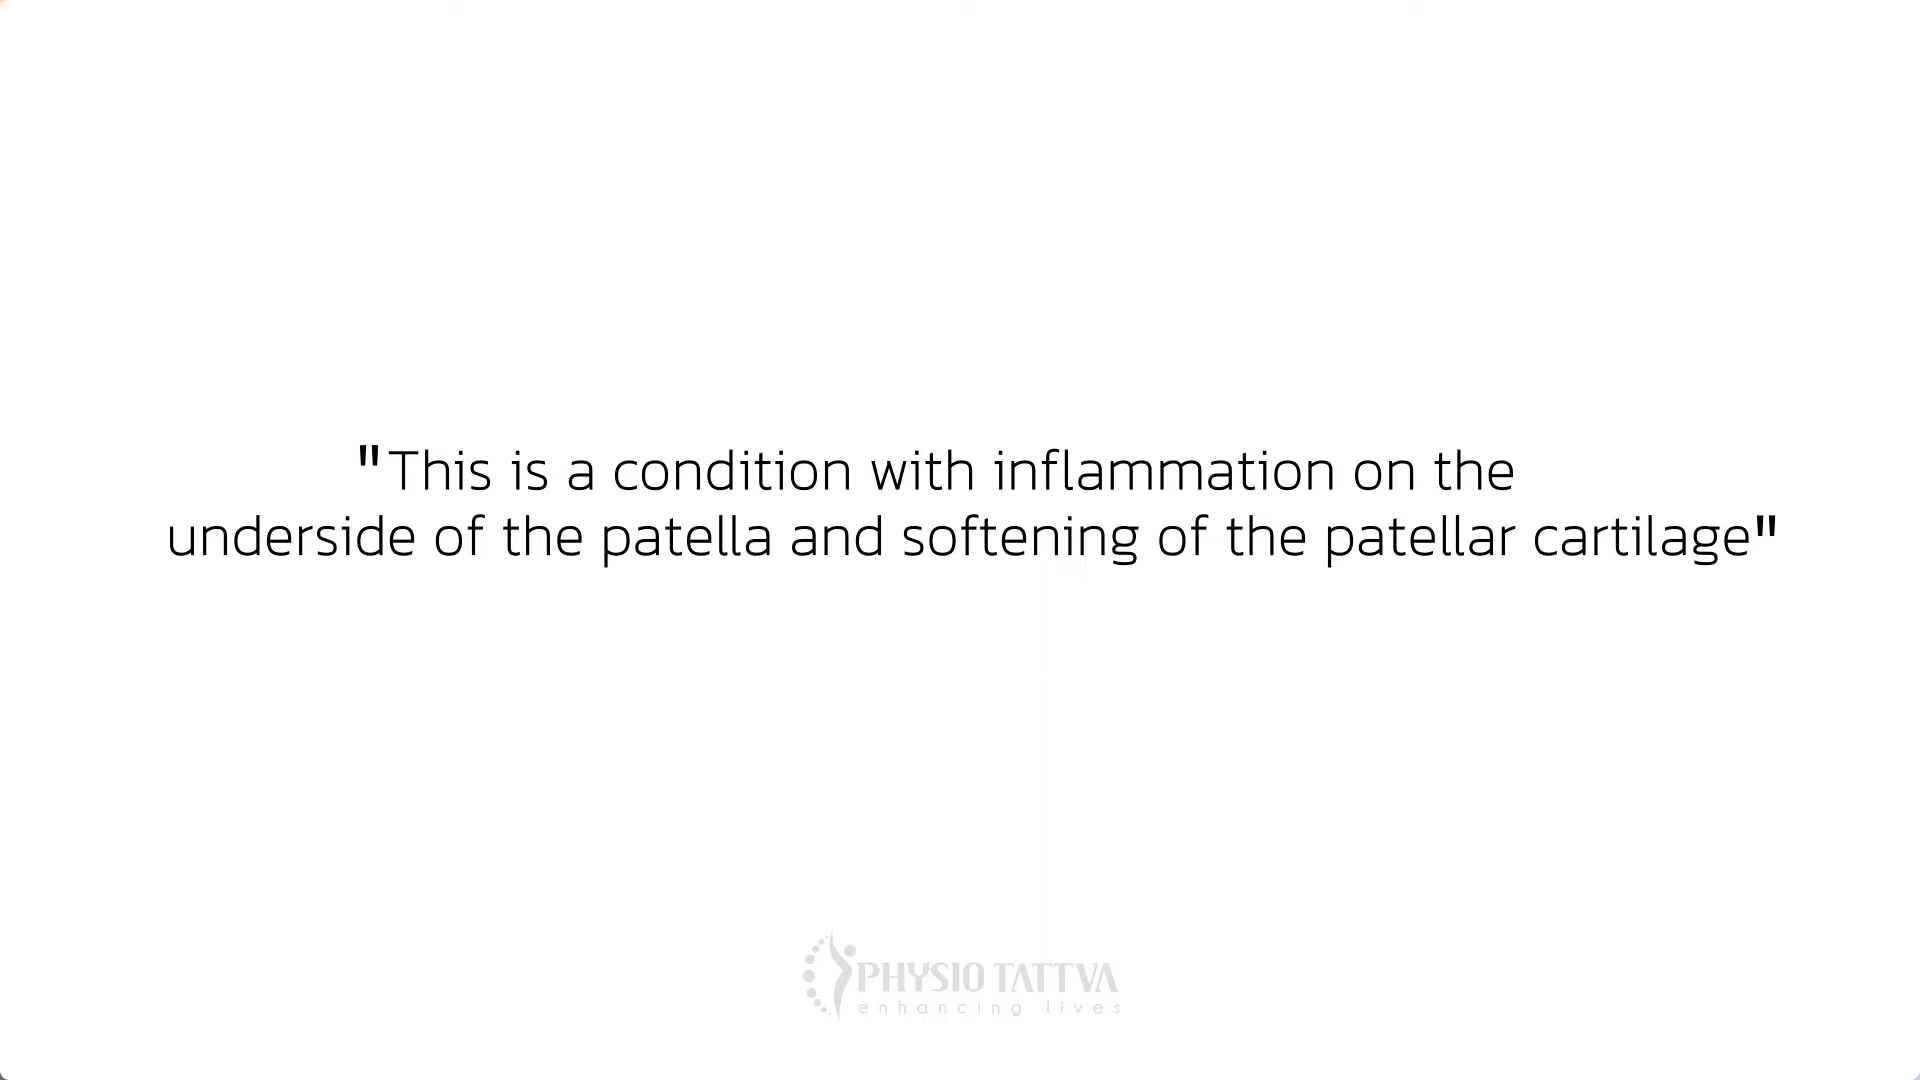 "This is a condition with inflammation on the
underside of the patella and softening of the patellar cartilage"
PHYSIO TATTVA
enhancing lives